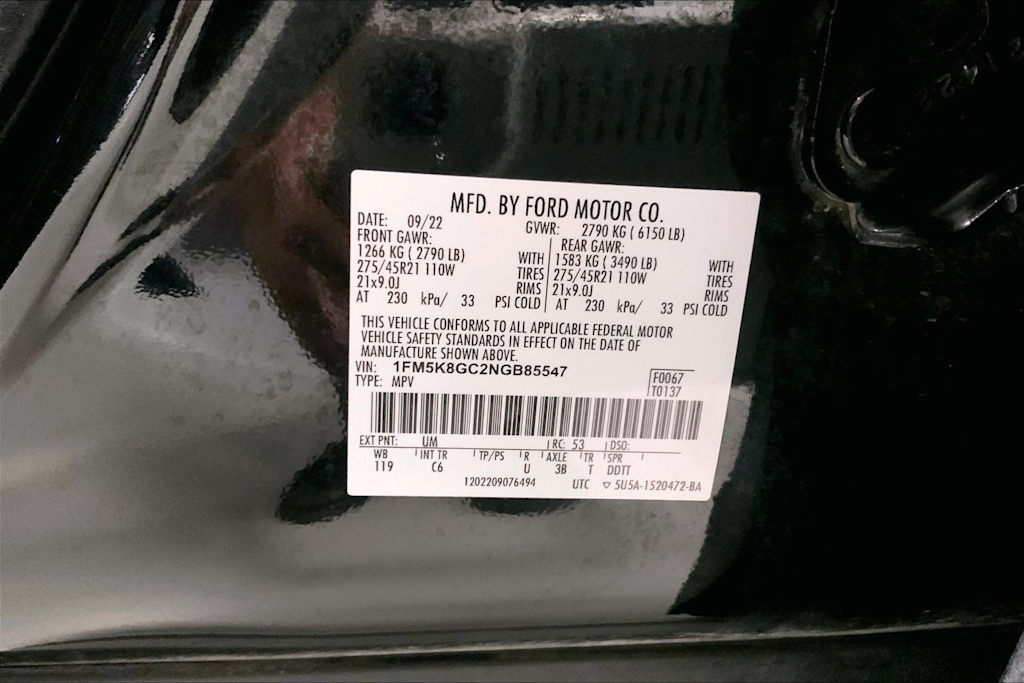 MFD. BY FORD MOTOR CO.
DATE: 09/22 GVWR: 2790 KG ( 6150 LB)
FRONT GAWR: REAR GAWR:
1266 KG ( 2790 LB) WITH 1583 KG ( 3490 LB) WITH
275/45R21 110W TIRES 275/45R21 110W TIRES
21x9.0J RIMS 21x9.0J RIMS
AT 230 kPa/ 33 PSI COLD AT 230 kPa/ 33 PSI COLD
THIS VEHICLE CONFORMS TO ALL APPLICABLE FEDERAL MOTOR
VEHICLE SAFETY STANDARDS IN EFFECT ON THE DATE OF
MANUFACTURE SHOWN ABOVE.
VIN: 1FM5K8GC2NGB85547
TYPE: MPV F0067
T0137
EXT PNT: UM RC: 53 DSO:
WB INT TR TP/PS R AXLE TR SPR
119 C6 U 3B T DDTT
1202209076494 UTC ▽ 5U5A-1520472-BA